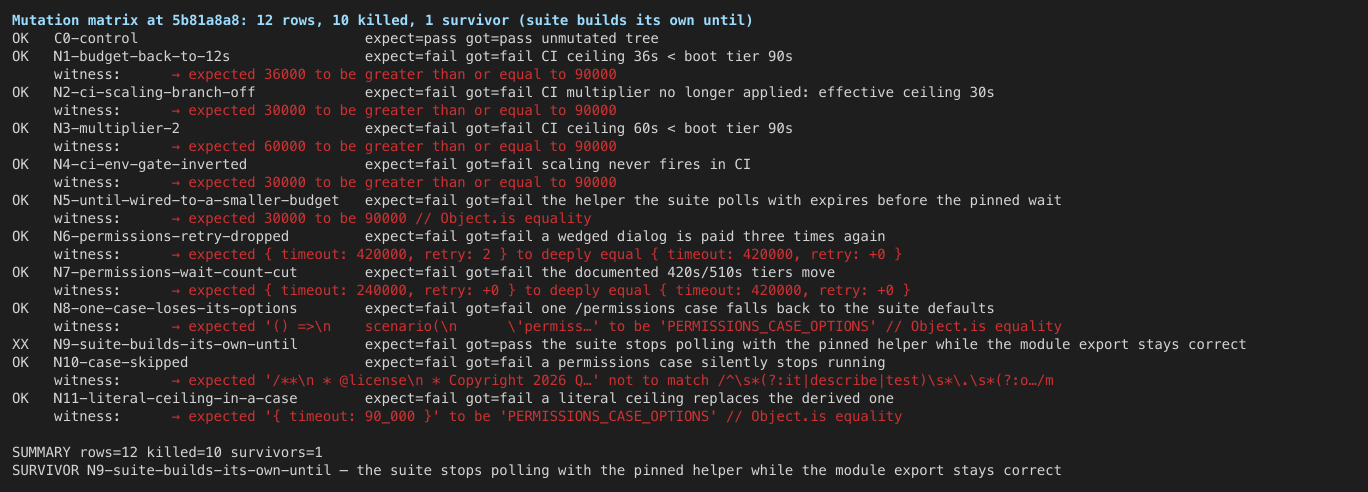 Mutation matrix at 5b81a8a8: 12 rows, 10 killed, 1 survivor (suite builds its own until)
OK   C0-control                            expect=pass got=pass unmutated tree
OK   N1-budget-back-to-12s                 expect=fail got=fail CI ceiling 36s < boot tier 90s
     witness:      → expected 36000 to be greater than or equal to 90000
OK   N2-ci-scaling-branch-off              expect=fail got=fail CI multiplier no longer applied: effective ceiling 30s
     witness:      → expected 30000 to be greater than or equal to 90000
OK   N3-multiplier-2                       expect=fail got=fail CI ceiling 60s < boot tier 90s
     witness:      → expected 60000 to be greater than or equal to 90000
OK   N4-ci-env-gate-inverted               expect=fail got=fail scaling never fires in CI
     witness:      → expected 30000 to be greater than or equal to 90000
OK   N5-until-wired-to-a-smaller-budget    expect=fail got=fail the helper the suite polls with expires before the pinned wait
     witness:      → expected 30000 to be 90000 // Object.is equality
OK   N6-permissions-retry-dropped          expect=fail got=fail a wedged dialog is paid three times again
     witness:      → expected { timeout: 420000, retry: 2 } to deeply equal { timeout: 420000, retry: +0 }
OK   N7-permissions-wait-count-cut         expect=fail got=fail the documented 420s/510s tiers move
     witness:      → expected { timeout: 240000, retry: +0 } to deeply equal { timeout: 420000, retry: +0 }
OK   N8-one-case-loses-its-options         expect=fail got=fail one /permissions case falls back to the suite defaults
     witness:      → expected '() =>\n    scenario(\n      \'permiss…' to be 'PERMISSIONS_CASE_OPTIONS' // Object.is equality
XX   N9-suite-builds-its-own-until         expect=fail got=pass the suite stops polling with the pinned helper while the module export stays correct
OK   N10-case-skipped                      expect=fail got=fail a permissions case silently stops running
     witness:      → expected '/**\n * @license\n * Copyright 2026 Q…' not to match /^\s*(?:it|describe|test)\s*\.\s*(?:o…/m
OK   N11-literal-ceiling-in-a-case         expect=fail got=fail a literal ceiling replaces the derived one
     witness:      → expected '{ timeout: 90_000 }' to be 'PERMISSIONS_CASE_OPTIONS' // Object.is equality
SUMMARY rows=12 killed=10 survivors=1
SURVIVOR N9-suite-builds-its-own-until — the suite stops polling with the pinned helper while the module export stays correct